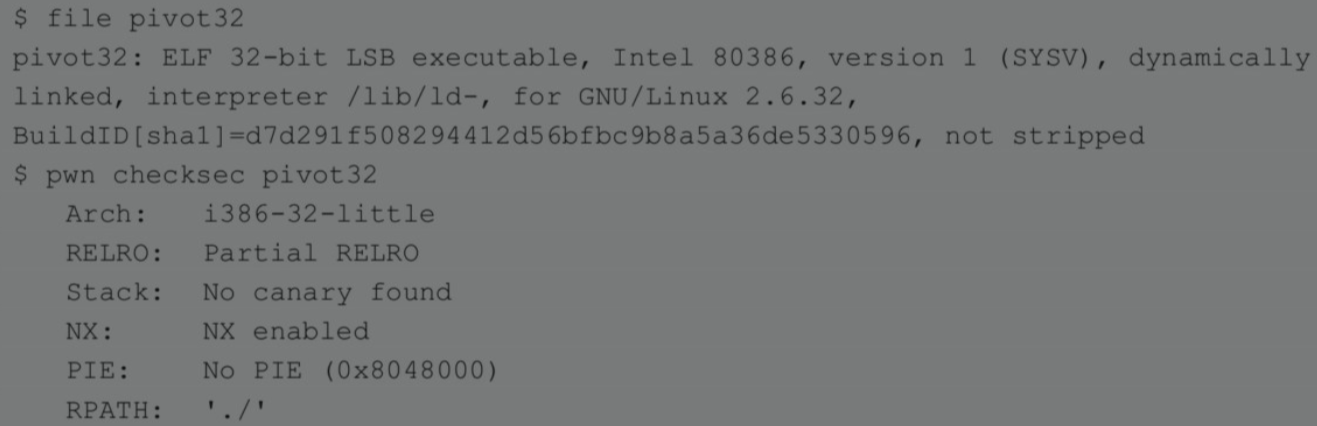 $ file pivot32
pivot32: ELF 32-bit LSB executable, Intel 80386, version 1 (SYSV), dynamically
linked, interpreter /lib/ld-, for GNU/Linux 2.6.32,
BuildID[sha1]=d7d291f508294412d56bfbc9b8a5a36de5330596, not stripped
$ pwn checksec pivot32
Arch: i386-32-little
RELRO: Partial RELRO
Stack: No canary found
NX: NX enabled
PIE: No PIE (0x8048000)
RPATH: './'